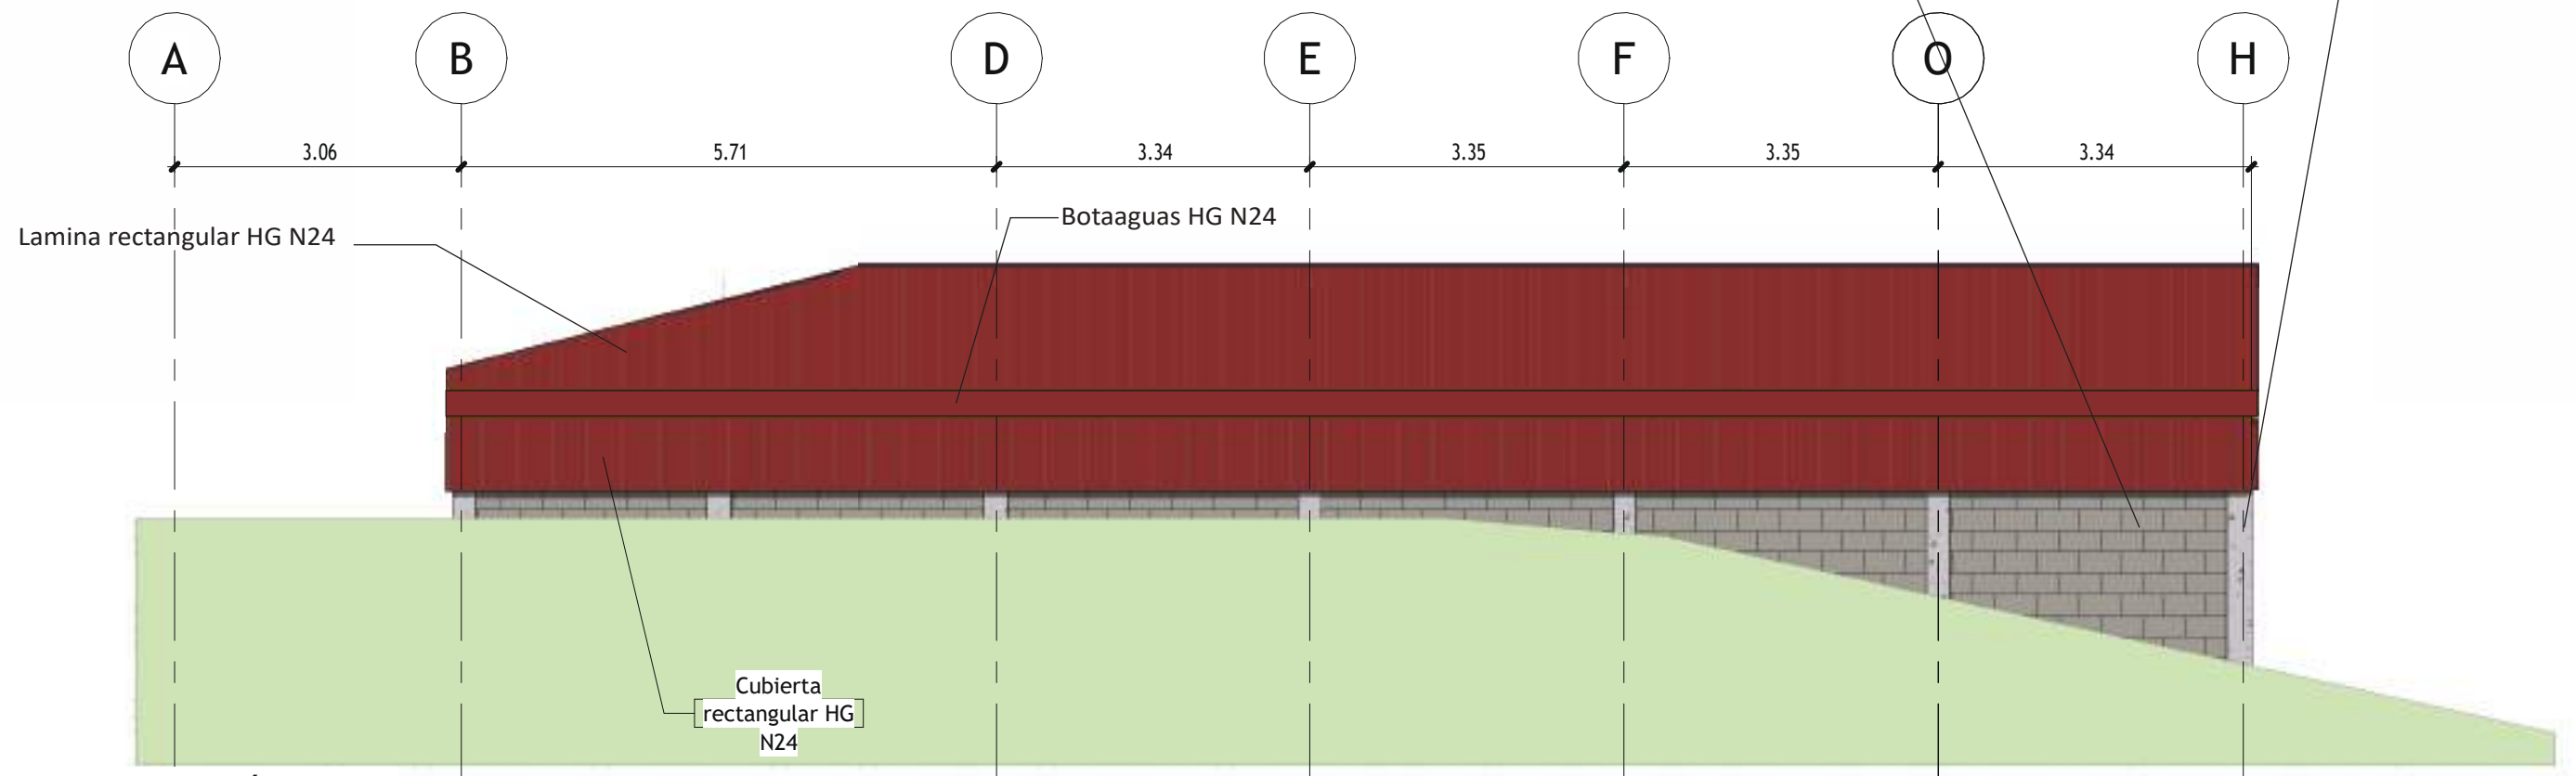 A B D E F O H
3.06 5.71 3.34 3.35 3.35 3.34
Botaaguas HG N24
Lamina rectangular HG N24
Cubierta
rectangular HG
N24